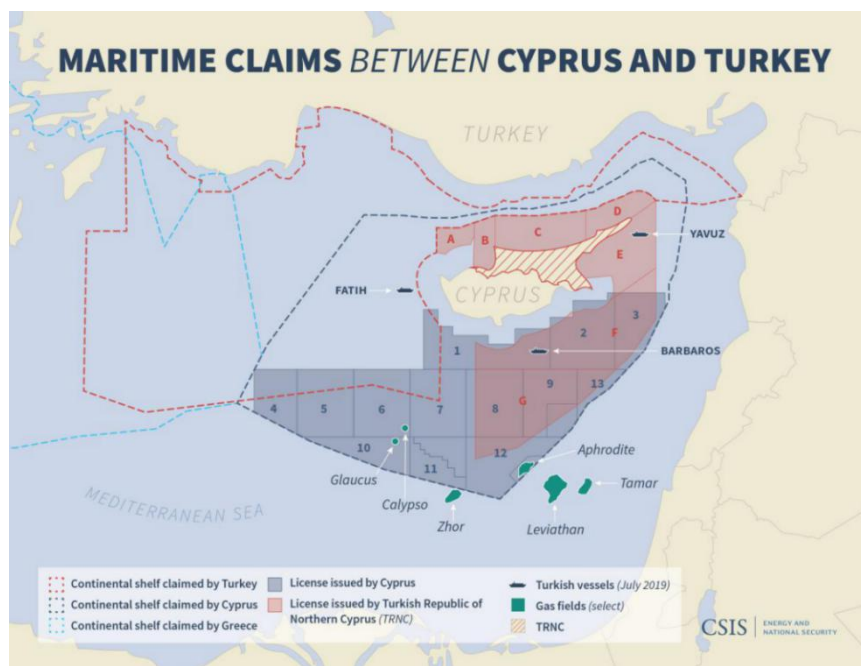 MARITIME CLAIMS BETWEEN CYPRUS AND TURKEY
TURKEY
A
B
C
D
E
YAVUZ
FATIH
CYPRUS
3
2
F
1
BARBAROS
9
13
4
5
6
7
8
G
10
12
11
Aphrodite
Glaucus
Calypso
Tamar
Zhor
Leviathan
MEDITERRANEAN SEA
Continental shelf claimed by Turkey
Continental shelf claimed by Cyprus
Continental shelf claimed by Greece
License issued by Cyprus
License issued by Turkish Republic of
Northern Cyprus (TRNC)
Turkish vessels (July 2019)
Gas fields (select)
TRNC
CSIS
ENERGY AND
NATIONAL SECURITY